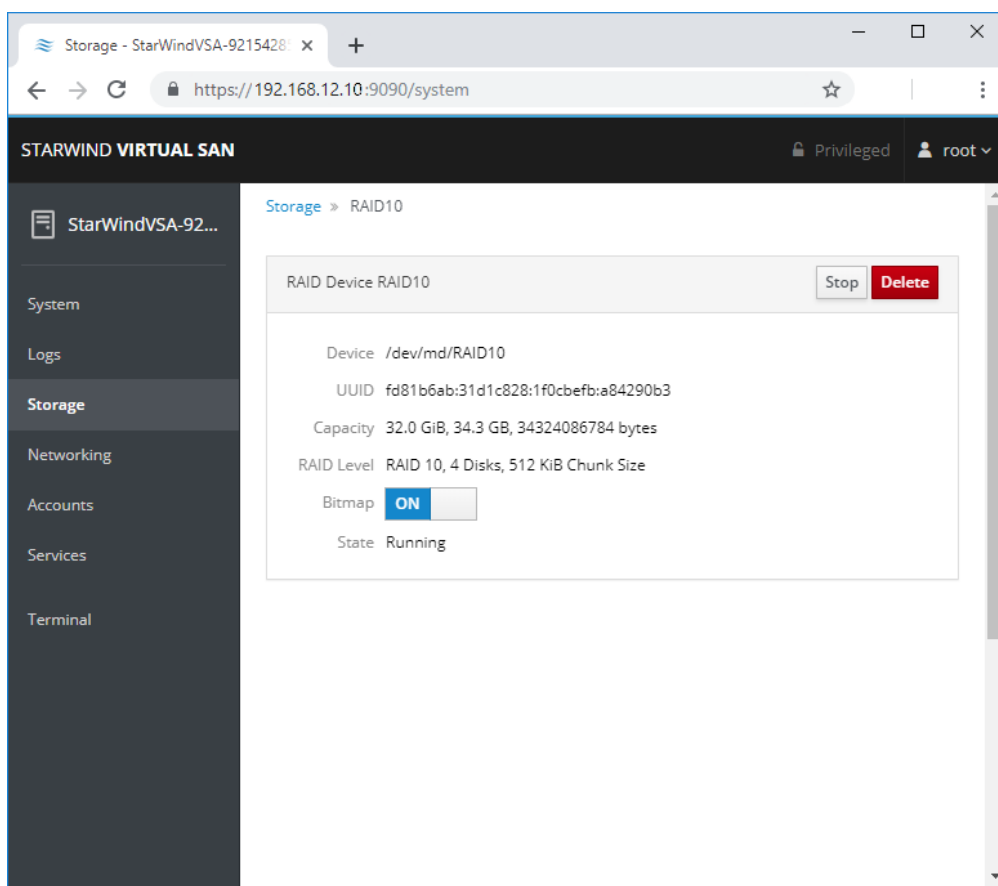 Storage - StarWindVSA-92154285
https://192.168.12.10:9090/system
STARWIND VIRTUAL SAN
Privileged
root
StarWindVSA-92...
System
Logs
Storage
Networking
Accounts
Services
Terminal
Storage » RAID10
RAID Device RAID10
Stop
Delete
Device /dev/md/RAID10
UUID fd81b6ab:31d1c828:1f0cbefb:a84290b3
Capacity 32.0 GiB, 34.3 GB, 34324086784 bytes
RAID Level RAID 10, 4 Disks, 512 KiB Chunk Size
Bitmap ON
State Running